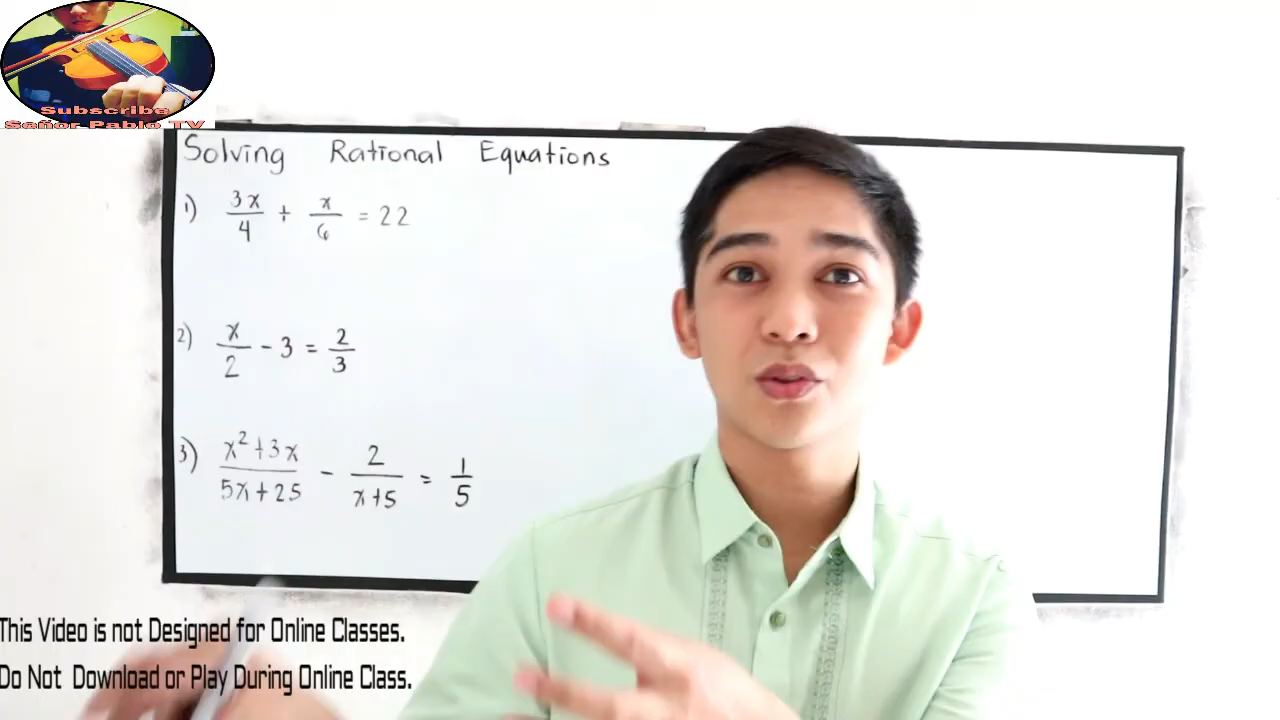 Subscribe
Señor Pablo TV
Solving Rational Equations
1) 3x/4 + x/6 = 22
2) x/2 - 3 = 2/3
3) x²+3x/5x+25 - 2/x+5 = 1/5
This Video is not Designed for Online Classes.
Do Not Download or Play During Online Class.